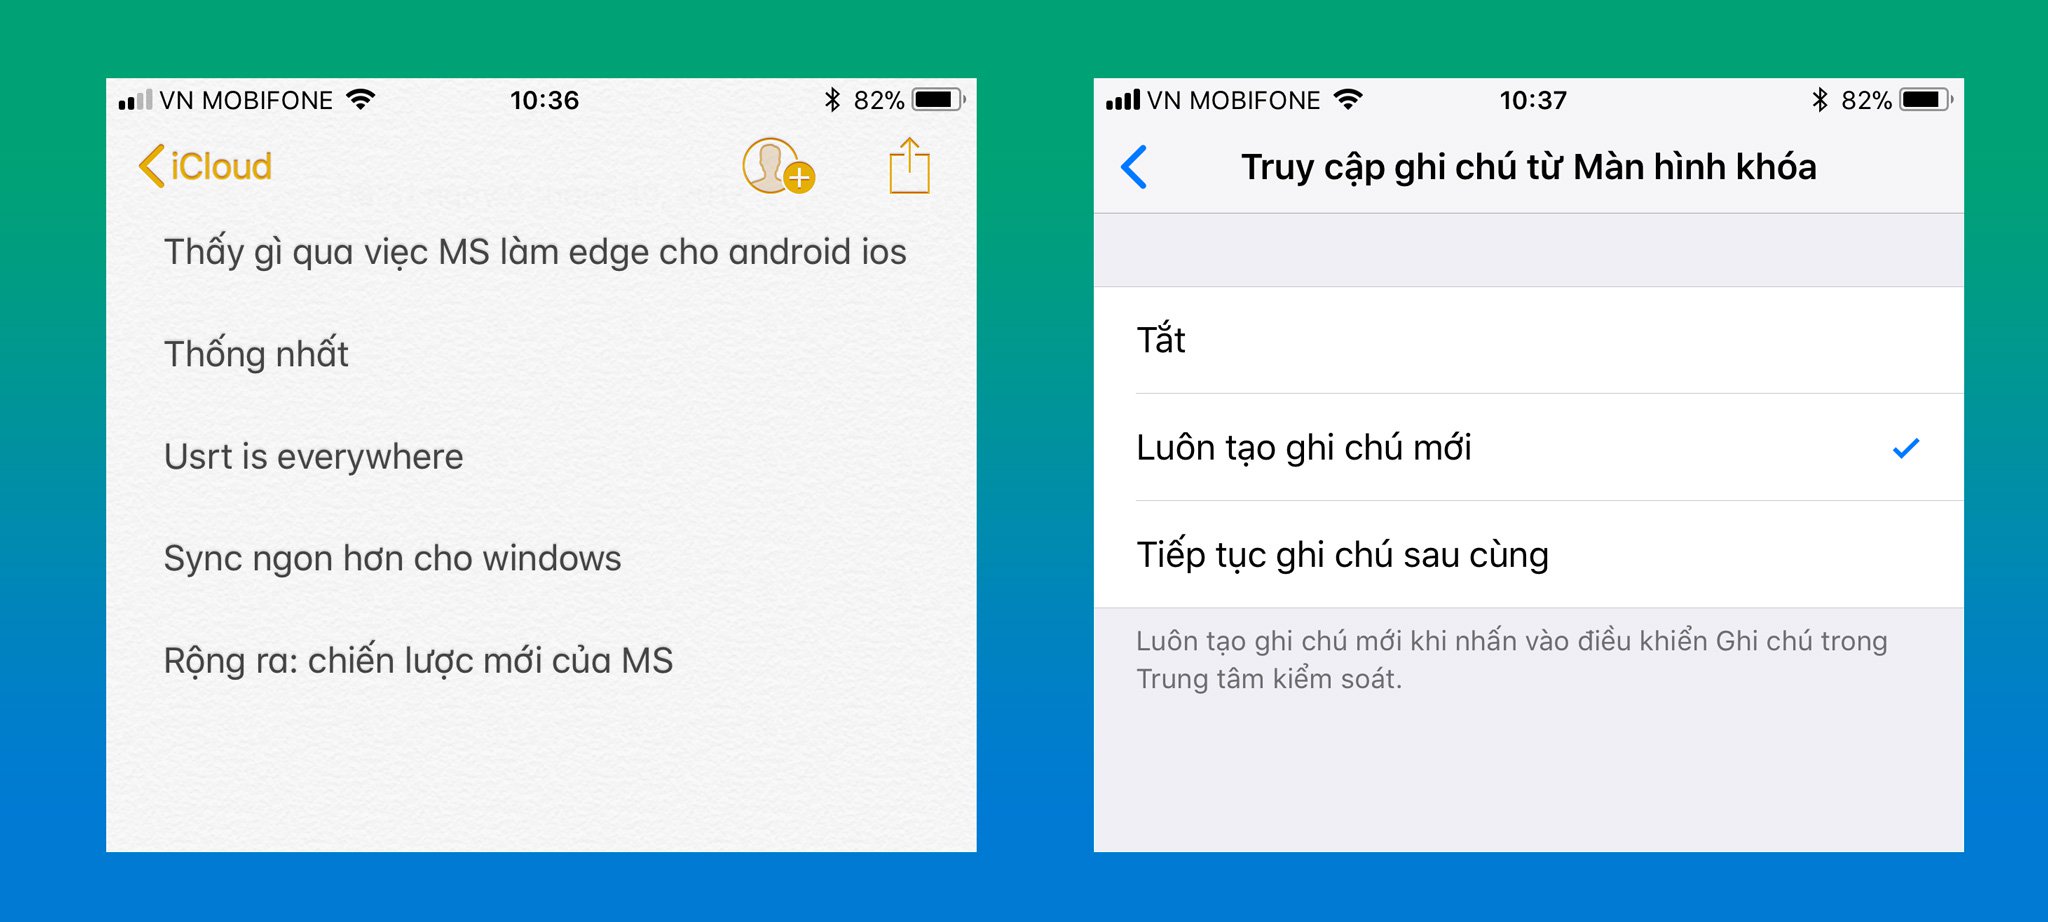 VN MOBIFONE 10:36 82%
iCloud
Thấy gì qua viẹc MS làm edge cho android ios
Thống nhất
Usrt is everywhere
Sync ngon hơn cho windows
Rộng ra: chiến lược mới của MS
VN MOBIFONE 10:37 82%
Truy cập ghi chú từ Màn hình khóa
Tắt
Luôn tạo ghi chú mới
Tiếp tục ghi chú sau cùng
Luôn tạo ghi chú mới khi nhấn vào điều khiển Ghi chú trong
Trung tâm kiểm soát.